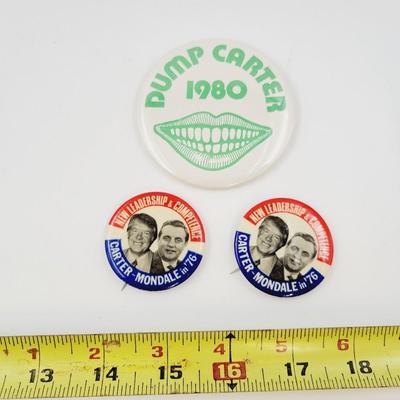 DUMP CARTER
1980
NEW LEADERSHIP & COMPETENCE
CARTER-MONDALE in '76
NEW LEADERSHIP & COMPETENCE
CARTER-MONDALE in '76
1 2 3 4 5 6
13 14 15 16 17 18